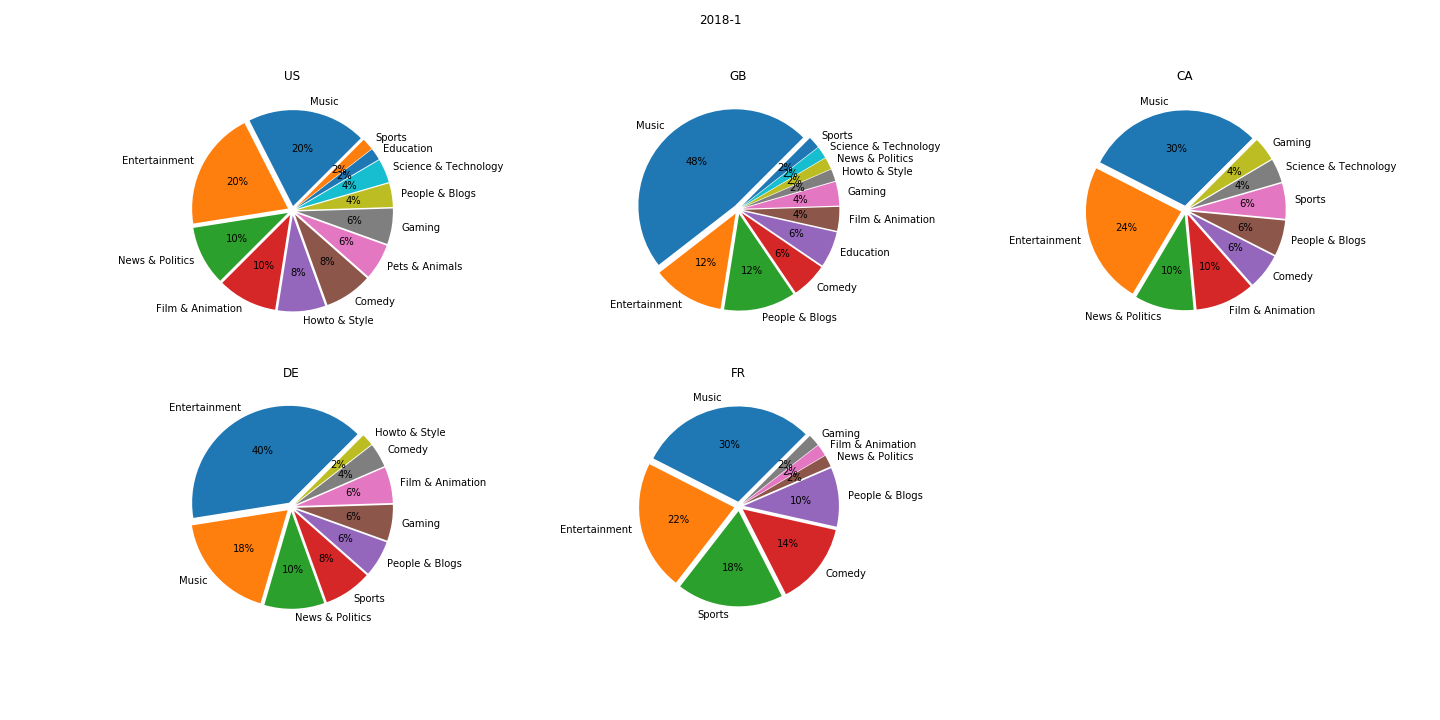 2018-1
US
Music
20%
Entertainment
20%
News & Politics
10%
Film & Animation
10%
Howto & Style
8%
Comedy
8%
Pets & Animals
6%
Gaming
6%
People & Blogs
4%
Science & Technology
4%
Education
2%
Sports
2%
GB
Music
48%
Entertainment
12%
People & Blogs
12%
Comedy
6%
Education
6%
Film & Animation
4%
Gaming
4%
Howto & Style
2%
News & Politics
2%
Science & Technology
2%
Sports
2%
CA
Music
30%
Entertainment
24%
News & Politics
10%
Film & Animation
10%
Comedy
6%
People & Blogs
6%
Sports
6%
Science & Technology
4%
Gaming
4%
DE
Entertainment
40%
Music
18%
News & Politics
10%
Sports
8%
People & Blogs
6%
Gaming
6%
Film & Animation
6%
Comedy
4%
Howto & Style
2%
FR
Music
30%
Entertainment
22%
Sports
18%
Comedy
14%
People & Blogs
10%
News & Politics
2%
Film & Animation
2%
Gaming
2%